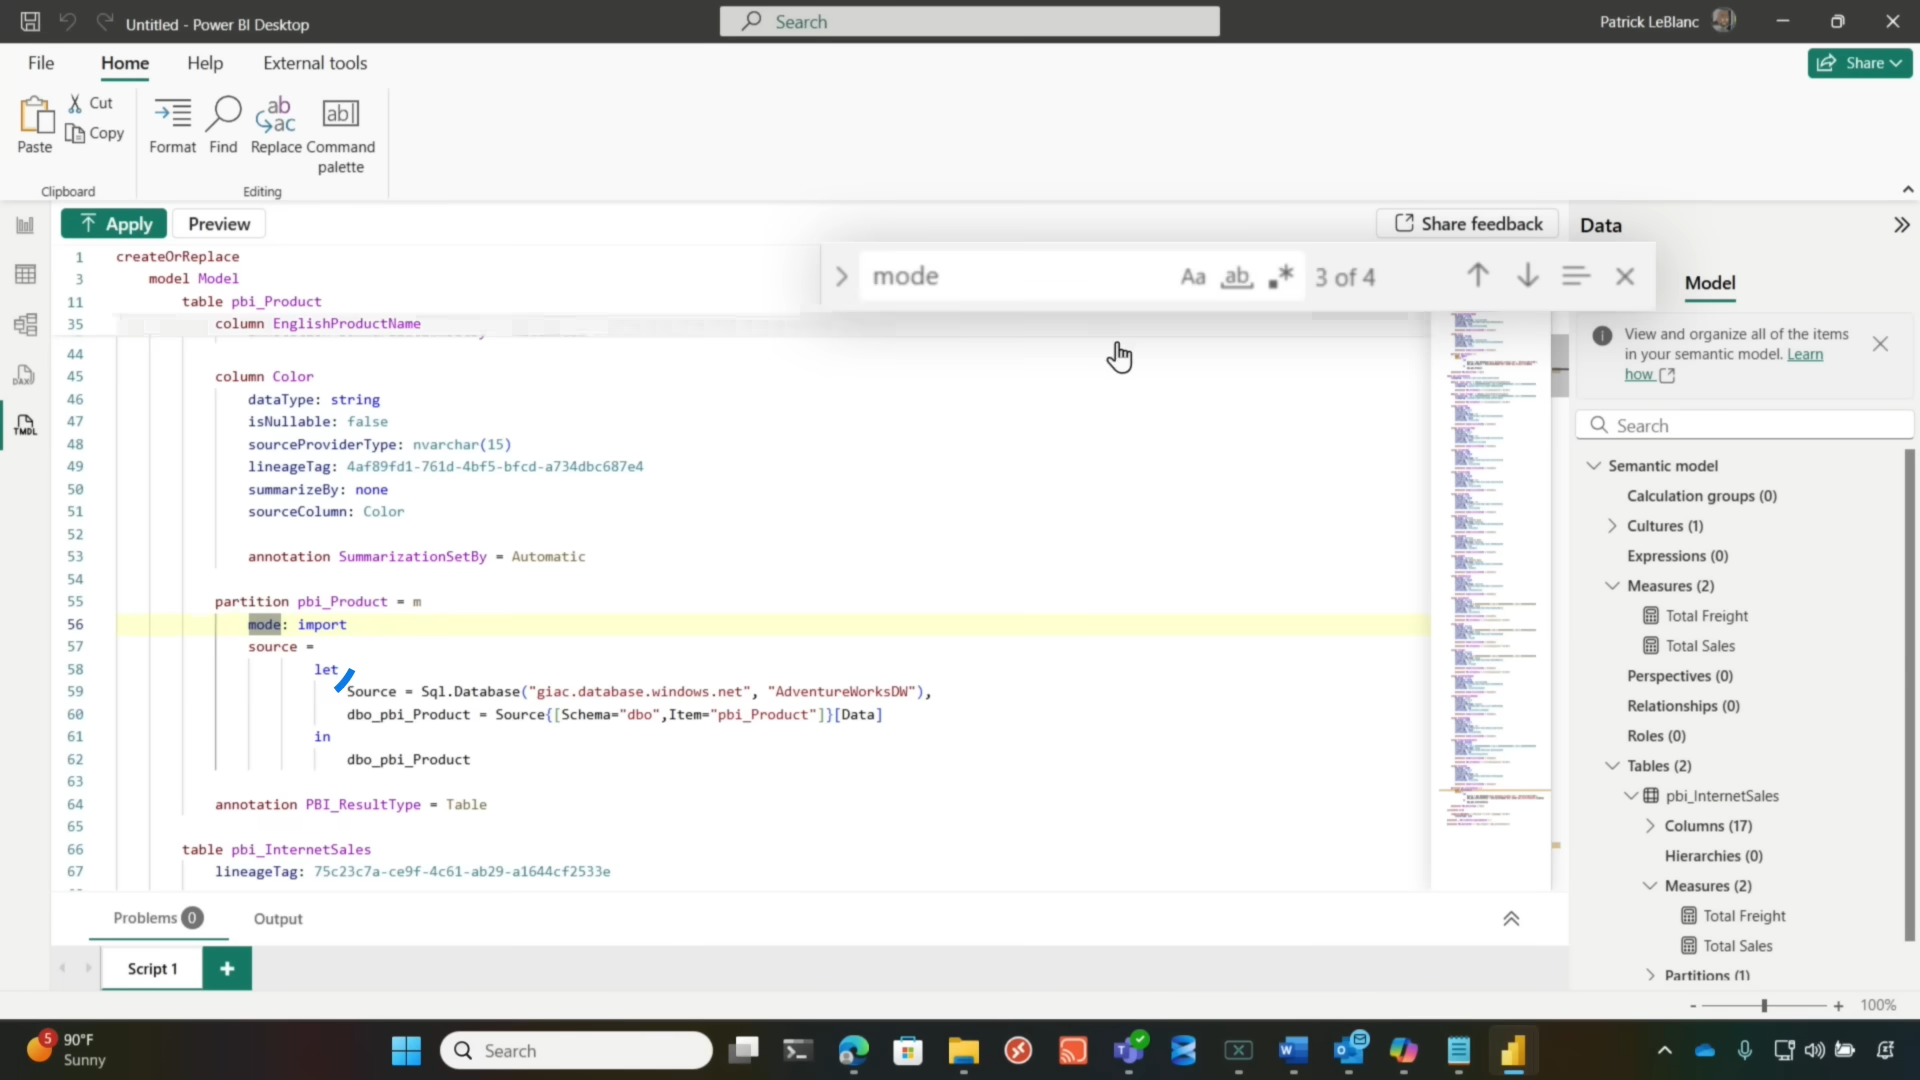 Untitled - Power BI Desktop
Search
Patrick LeBlanc
File
Home
Help
External tools
Share
Paste
Cut
Copy
Format
Find
Replace
Command palette
Clipboard
Editing
Apply
Preview
Share feedback
Data
mode
Aa
ab
3 of 4
Model
1 createOrReplace
3 model Model
11 table pbi_Product
35 column EnglishProductName
44
45 column Color
46 dataType: string
47 isNullable: false
48 sourceProviderType: nvarchar(15)
49 lineageTag: 4af89fd1-761d-4bf5-bfcd-a734dbc687e4
50 summarizeBy: none
51 sourceColumn: Color
52
53 annotation SummarizationSetBy = Automatic
54
55 partition pbi_Product = m
56 mode: import
57 source =
58 let
59 Source = Sql.Database("giac.database.windows.net", "AdventureWorksDW"),
60 dbo_pbi_Product = Source{[Schema="dbo",Item="pbi_Product"]}[Data]
61 in
62 dbo_pbi_Product
63
64 annotation PBI_ResultType = Table
65
66 table pbi_InternetSales
67 lineageTag: 75c23c7a-ce9f-4c61-ab29-a1644cf2533e
View and organize all of the items
in your semantic model. Learn
how
Search
Semantic model
Calculation groups (0)
Cultures (1)
Expressions (0)
Measures (2)
Total Freight
Total Sales
Perspectives (0)
Relationships (0)
Roles (0)
Tables (2)
pbi_InternetSales
Columns (17)
Hierarchies (0)
Measures (2)
Total Freight
Total Sales
Partitions (1)
DAX
TMDL
Problems 0
Output
Script 1
+
- + 100%
5
90°F
Sunny
Search